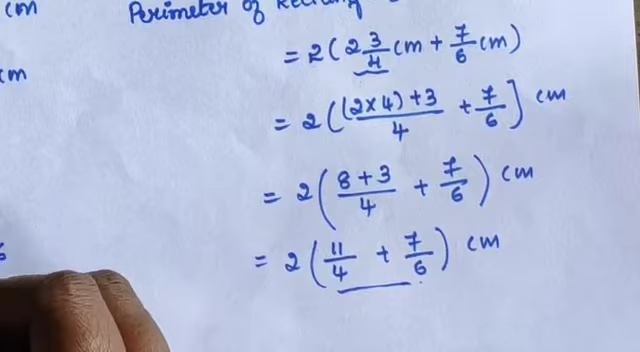 cm
Perimeter of
= 2 ( 2 3/4 cm + 7/6 cm )
cm
= 2 ( (2×4)+3/4 + 7/6 ] cm
= 2 ( 8+3/4 + 7/6 ) cm
= 2 ( 11/4 + 7/6 ) cm